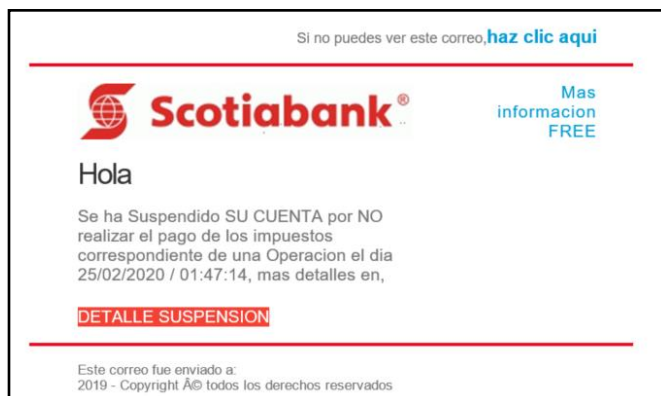 Si no puedes ver este correo,haz clic aqui
Scotiabank®
Mas
informacion
FREE
Hola
Se ha Suspendido SU CUENTA por NO
realizar el pago de los impuestos
correspondiente de una Operacion el dia
25/02/2020 / 01:47:14, mas detalles en,
DETALLE SUSPENSION
Este correo fue enviado a:
2019 - Copyright Â© todos los derechos reservados